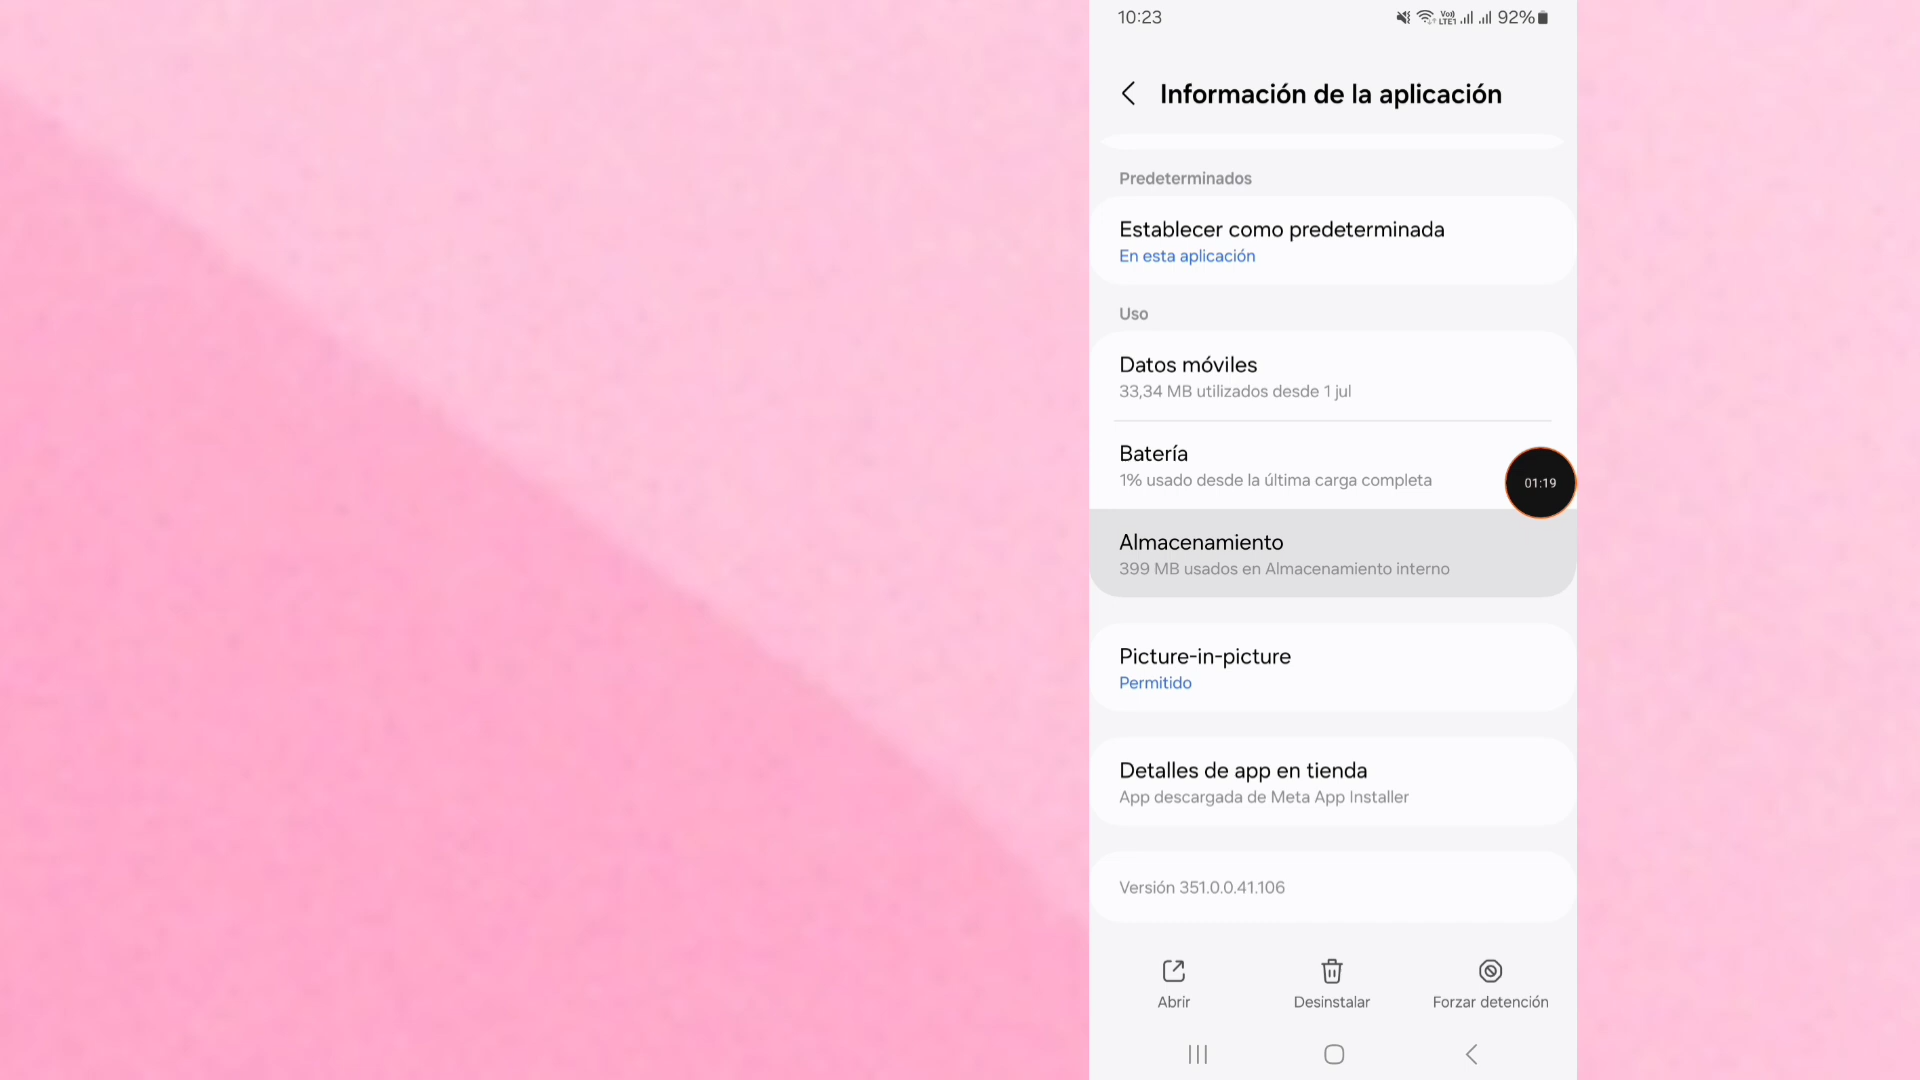 10:23
Vo)) LTE1 92%
Información de la aplicación
Predeterminados
Establecer como predeterminada
En esta aplicación
Uso
Datos móviles
33,34 MB utilizados desde 1 jul
Batería
1% usado desde la última carga completa
01:19
Almacenamiento
399 MB usados en Almacenamiento interno
Picture-in-picture
Permitido
Detalles de app en tienda
App descargada de Meta App Installer
Versión 351.0.0.41.106
Abrir Desinstalar Forzar detención